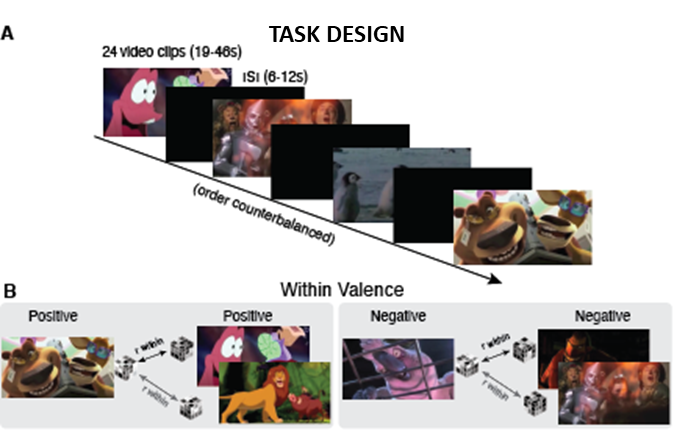 TASK DESIGN
A
24 video clips (19-46s)
ISI (6-12s)
(order counterbalanced)
B
Within Valence
Positive
Positive
r within
r within
Negative
Negative
r within
r within